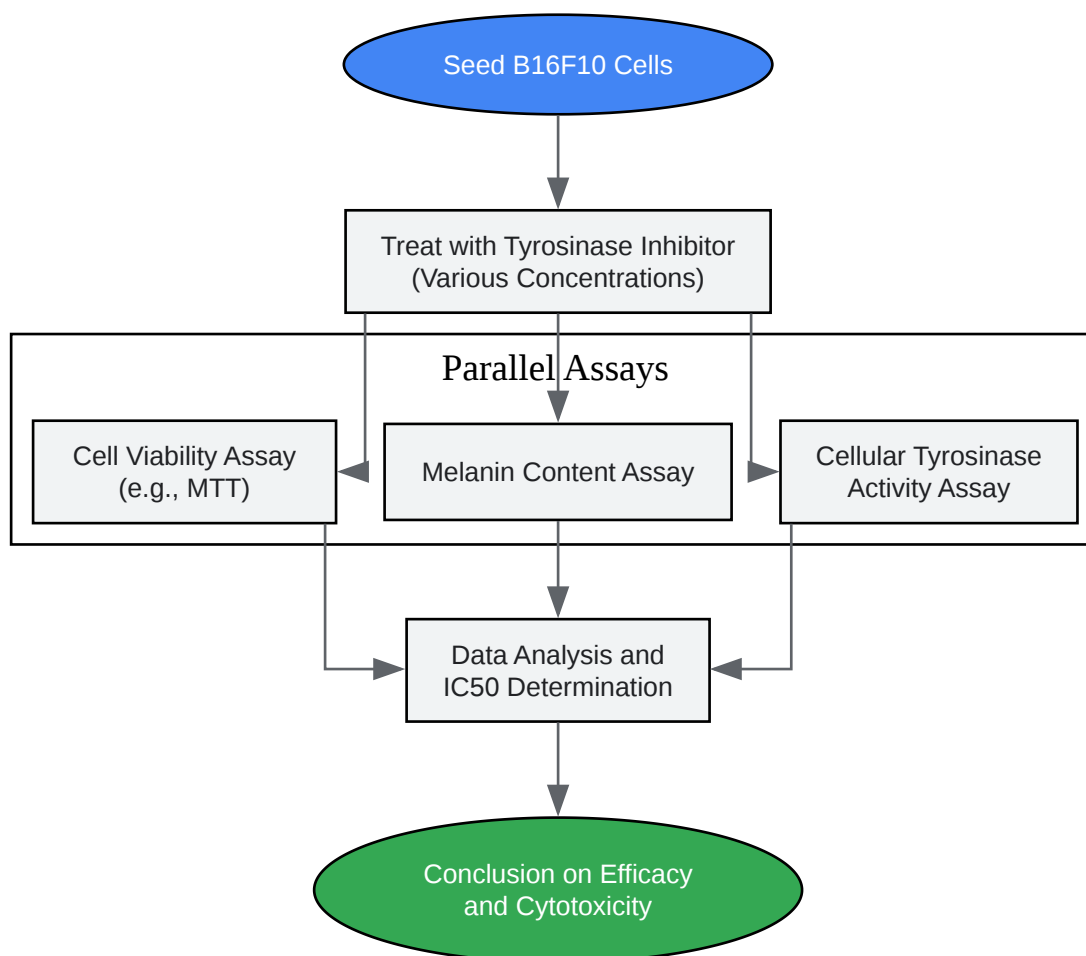 Seed B16F10 Cells
Treat with Tyrosinase Inhibitor
(Various Concentrations)
Parallel Assays
Cell Viability Assay
(e.g., MTT)
Melanin Content Assay
Cellular Tyrosinase
Activity Assay
Data Analysis and
IC50 Determination
Conclusion on Efficacy
and Cytotoxicity